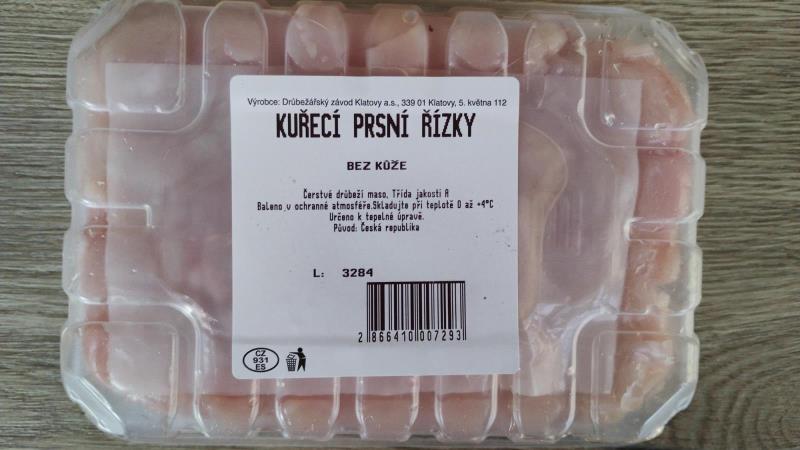 Výrobce: Drůbežářský závod Klatovy a.s., 339 01 Klatovy, 5. května 112
KUŘECÍ PRSNÍ ŘÍZKY
BEZ KŮŽE
Čerstvé drůbeží maso, Třída jakosti A
Baleno v ochranné atmosféře.Skladujte při teplotě 0 až +4°C
Určeno k tepelné úpravě.
Původ: Česká republika
L: 3284
2 866410 007293
CZ
931
ES